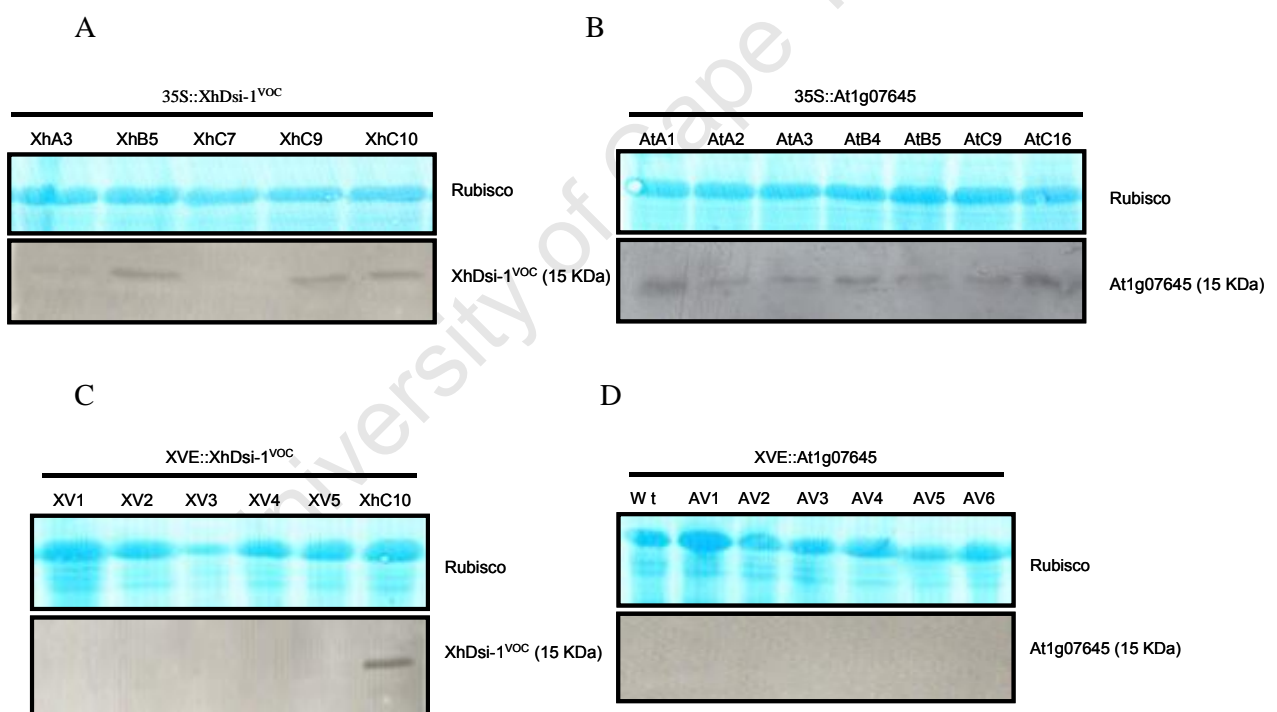 A
B
35S::XhDsi-1ⱽᴼᶜ
35S::At1g07645
XhA3 XhB5 XhC7 XhC9 XhC10
AtA1 AtA2 AtA3 AtB4 AtB5 AtC9 AtC16
Rubisco
Rubisco
XhDsi-1ⱽᴼᶜ (15 KDa)
At1g07645 (15 KDa)
C
D
XVE::XhDsi-1ⱽᴼᶜ
XVE::At1g07645
XV1 XV2 XV3 XV4 XV5 XhC10
W t AV1 AV2 AV3 AV4 AV5 AV6
Rubisco
Rubisco
XhDsi-1ⱽᴼᶜ (15 KDa)
At1g07645 (15 KDa)
of Cape